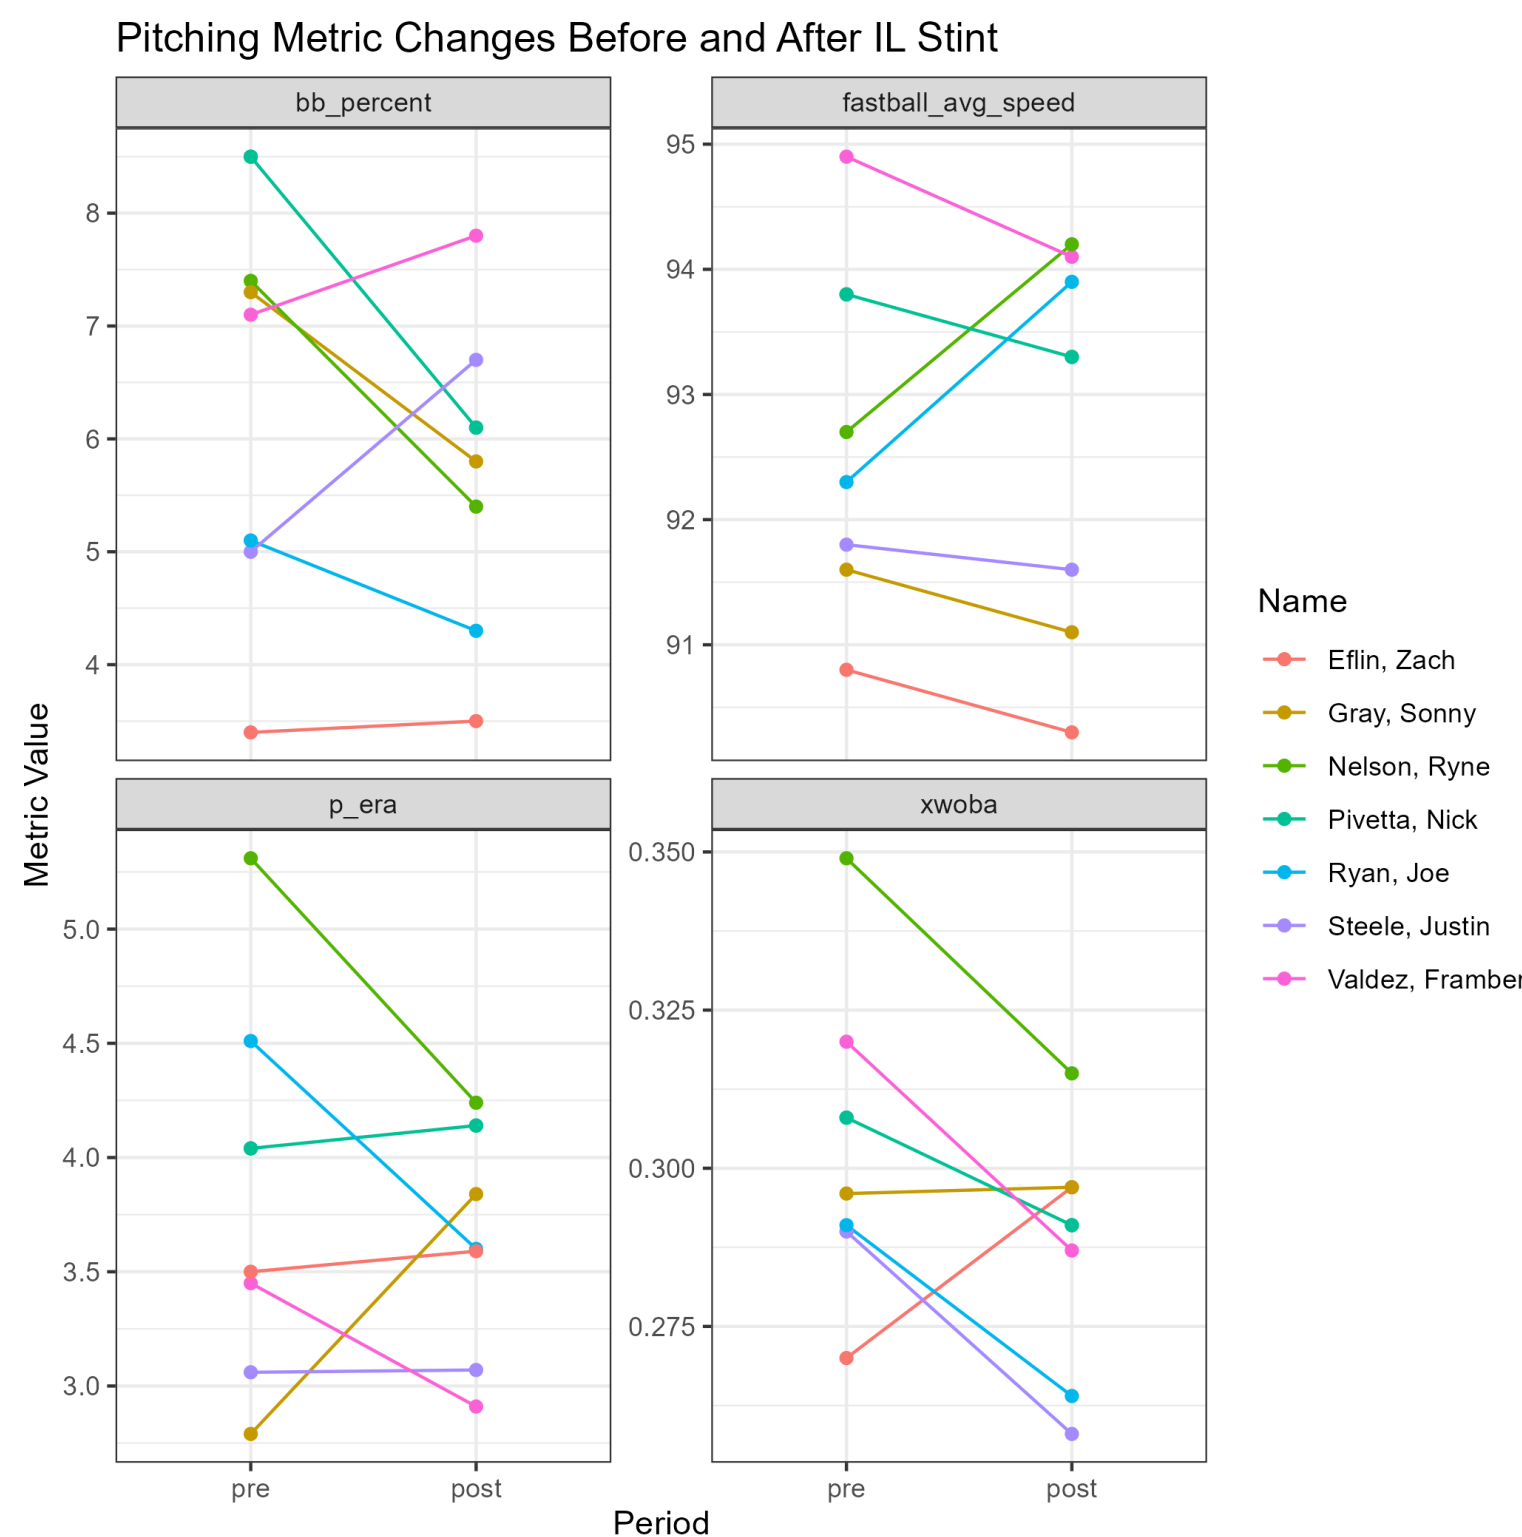 Pitching Metric Changes Before and After IL Stint
bb_percent
fastball_avg_speed
8
7
6
5
4
95
94
93
92
91
p_era
xwoba
5.0
4.5
4.0
3.5
3.0
0.350
0.325
0.300
0.275
pre
post
pre
post
Period
Metric Value
Name
Eflin, Zach
Gray, Sonny
Nelson, Ryne
Pivetta, Nick
Ryan, Joe
Steele, Justin
Valdez, Framber